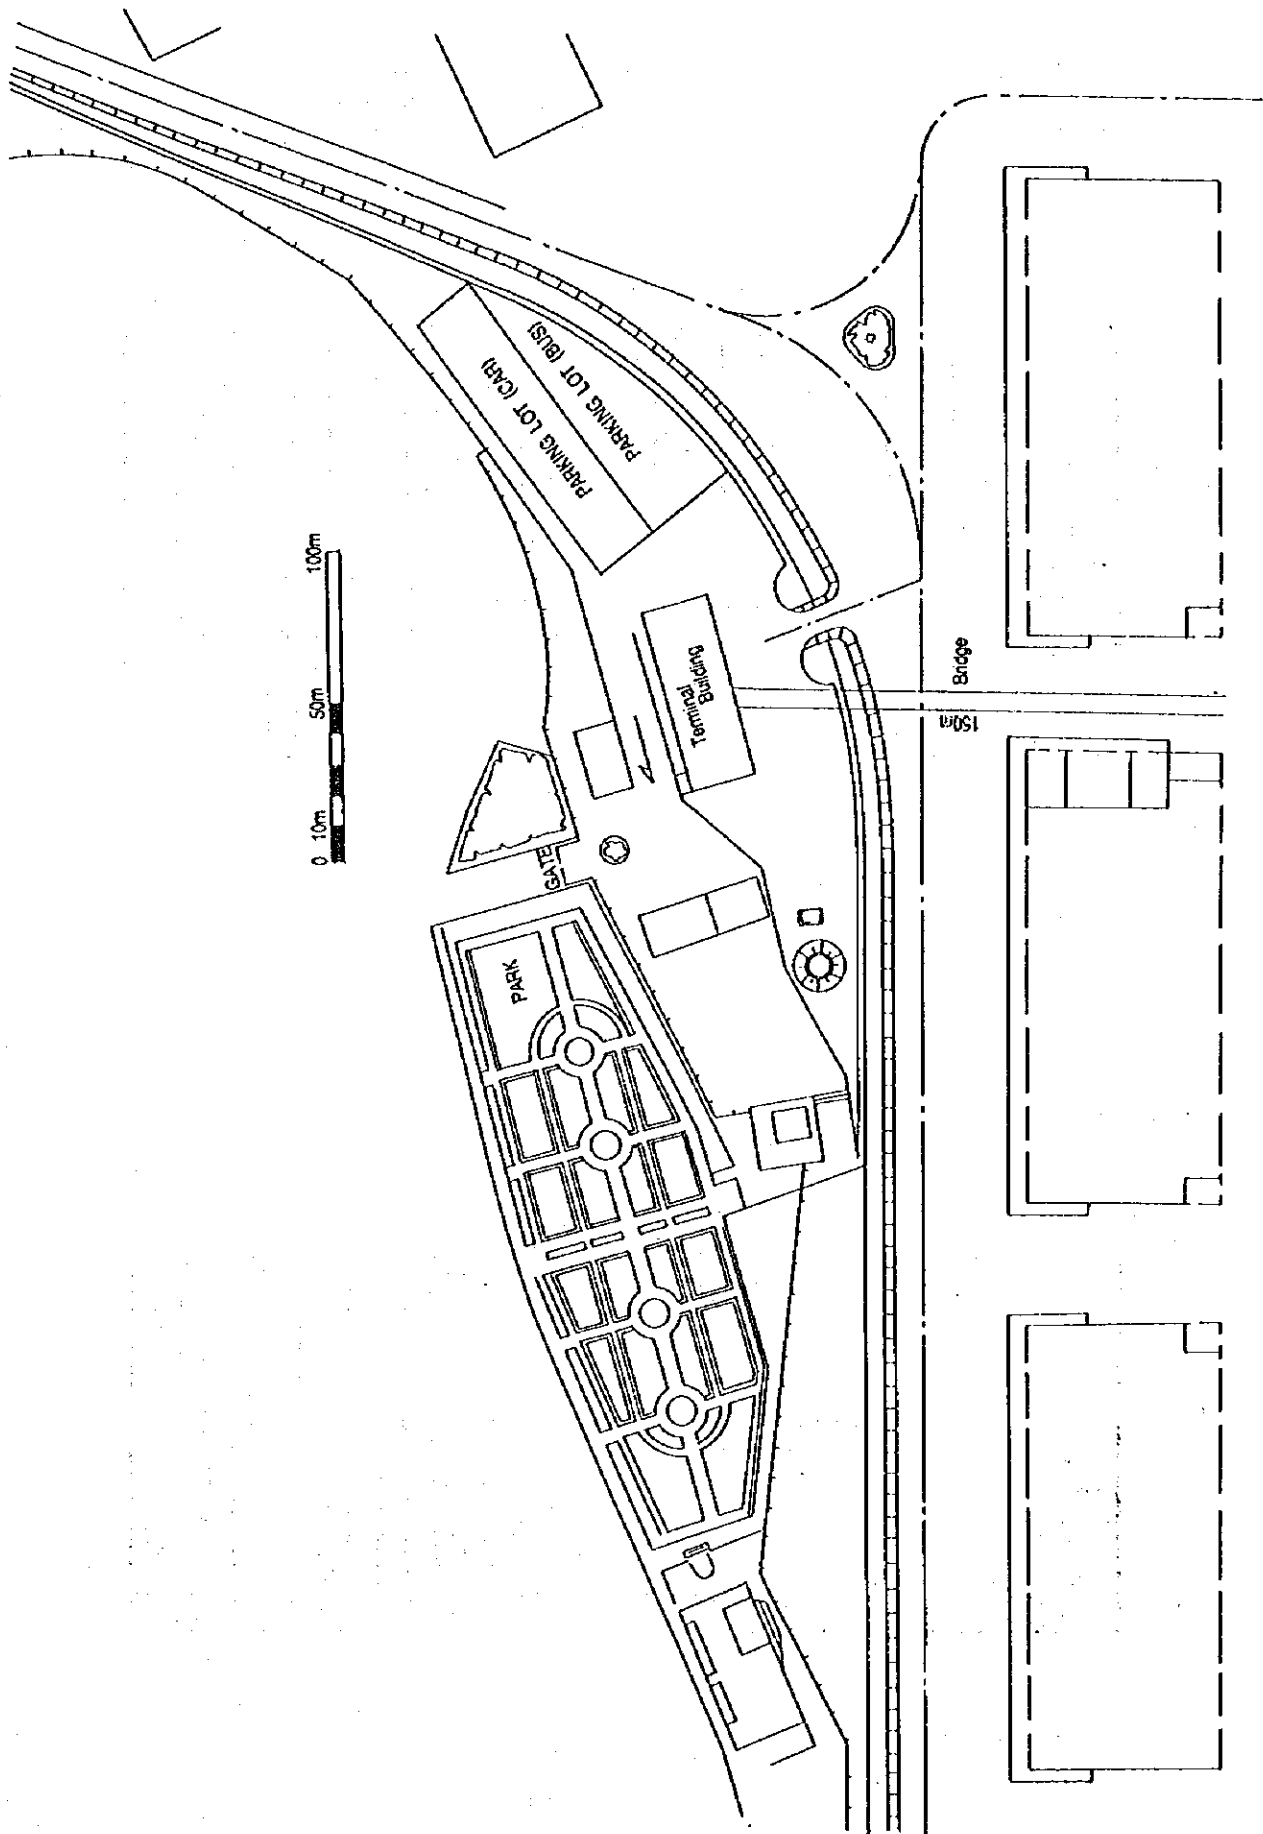 PARKING LOT (BUS)
PARKING LOT (CAR)
0 10m 50m 100m
Terminal
Building
Bridge
150m
GATE
PARK